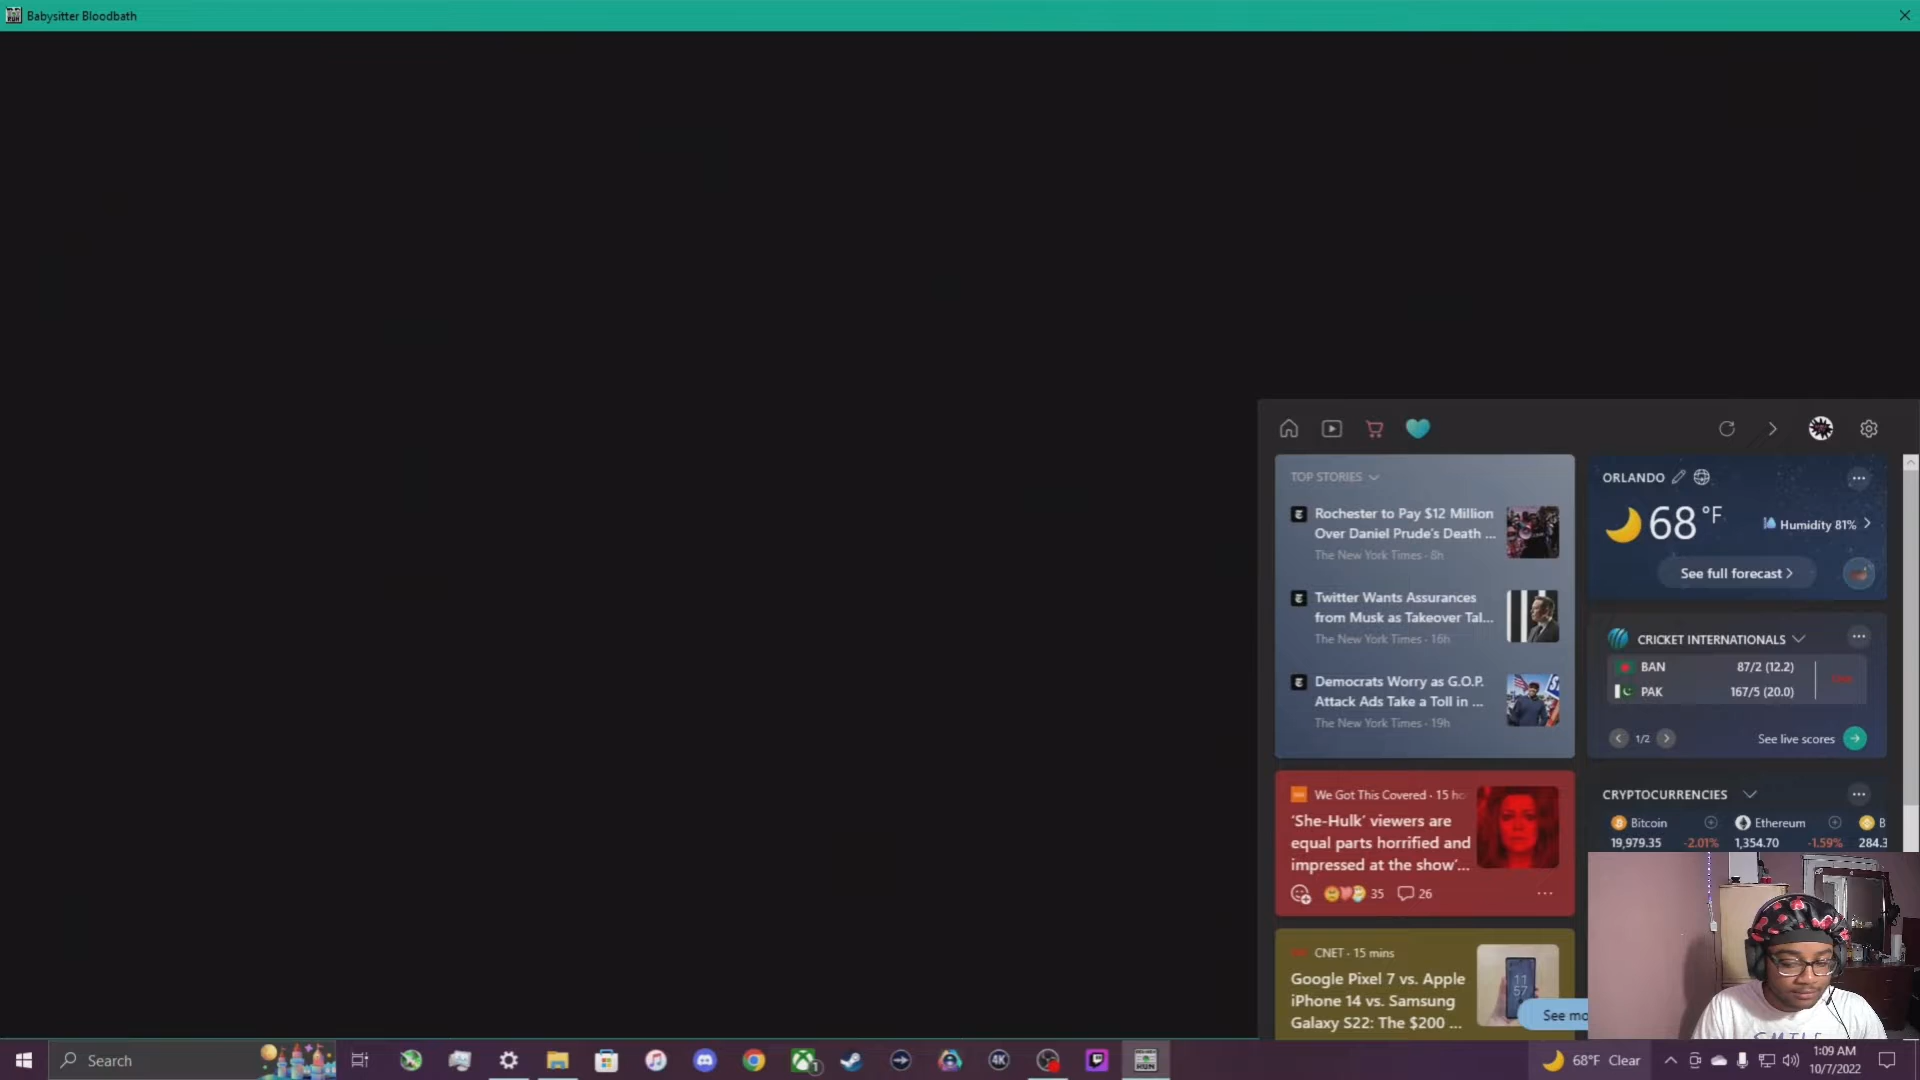 Babysitter Bloodbath
TOP STORIES
Rochester to Pay $12 Million
Over Daniel Prude's Death ...
The New York Times - 8h
Twitter Wants Assurances
from Musk as Takeover Tal...
The New York Times - 16h
Democrats Worry as G.O.P.
Attack Ads Take a Toll in ...
The New York Times - 19h
We Got This Covered · 15 ho
'She-Hulk' viewers are
equal parts horrified and
impressed at the show'...
35
26
CNET · 15 mins
Google Pixel 7 vs. Apple
iPhone 14 vs. Samsung
Galaxy S22: The $200 ...
See mo
ORLANDO
68 °F
Humidity 81%
See full forecast
CRICKET INTERNATIONALS
BAN 87/2 (12.2)
PAK 167/5 (20.0)
1/2
See live scores
CRYPTOCURRENCIES
Bitcoin Ethereum B
19,979.35 -2.01% 1,354.70 -1.59% 284.3
Search
4K
1
RUN
68°F Clear
1:09 AM
10/7/2022